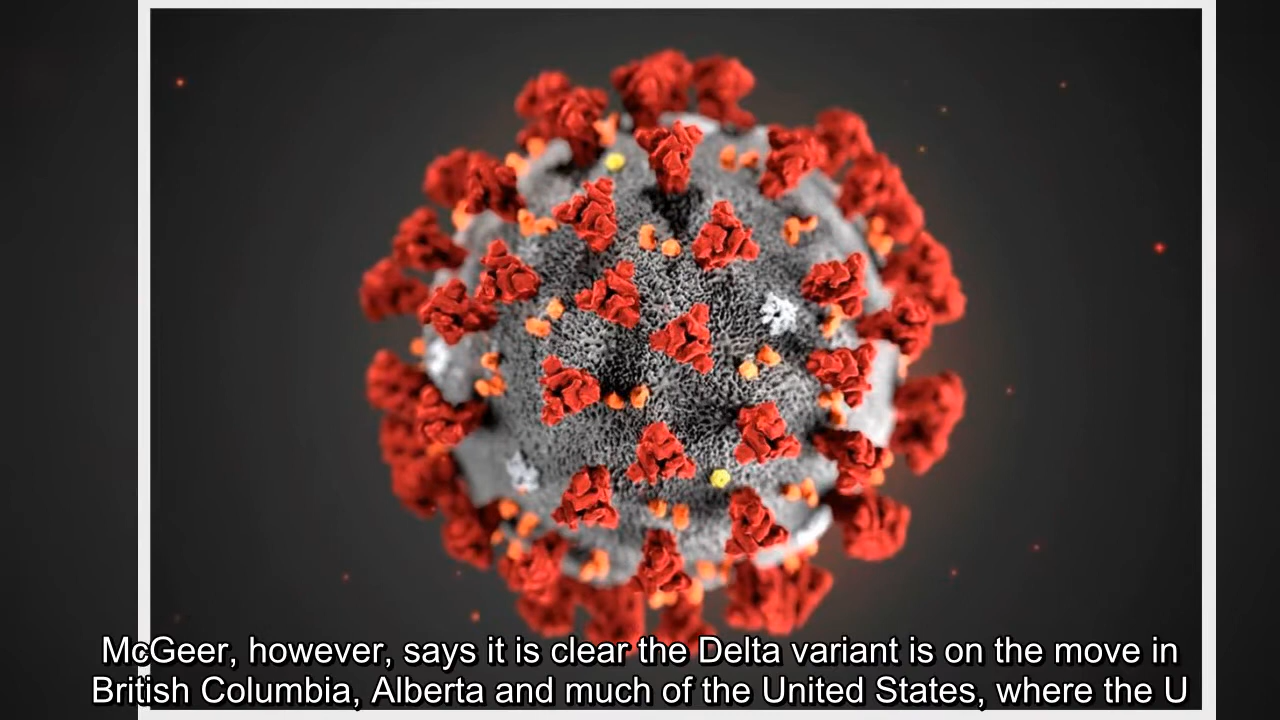 McGeer, however, says it is clear the Delta variant is on the move in
British Columbia, Alberta and much of the United States, where the U